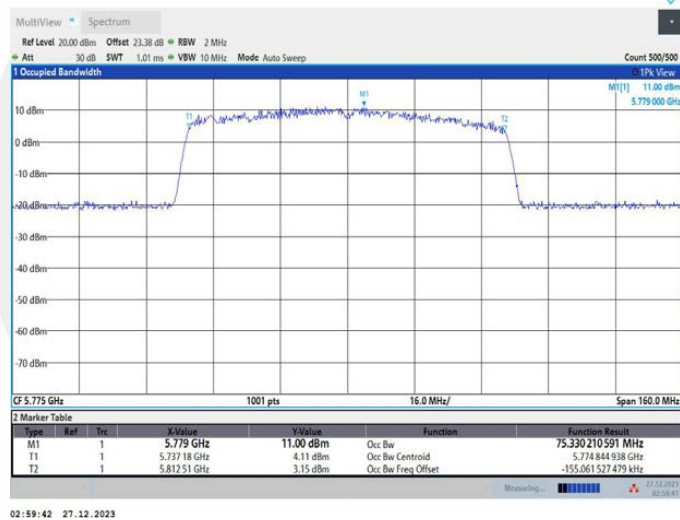 MultiView Spectrum
Ref Level 20.00 dBm Offset 23.38 dB RBW 2 MHz
Att 30 dB SWT 1.01 ms VBW 10 MHz Mode Auto Sweep Count 500/500
1 Occupied Bandwidth 1Pk View
M1[1] 11.00 dBm
5.779 000 GHz
M1
10 dBm
T1
T2
0 dBm
-10 dBm
-20 dBm
-30 dBm
-40 dBm
-50 dBm
-60 dBm
-70 dBm
CF 5.775 GHz 1001 pts 16.0 MHz/ Span 160.0 MHz
2 Marker Table
Type Ref Trc X-Value Y-Value Function Function Result
M1 1 5.779 GHz 11.00 dBm Occ Bw 75.330 210 591 MHz
T1 1 5.737 18 GHz 4.11 dBm Occ Bw Centroid 5.774 844 938 GHz
T2 1 5.812 51 GHz 3.15 dBm Occ Bw Freq Offset -155.061 527 479 kHz
Measuring... 27.12.2023
02:59:41
02:59:42 27.12.2023